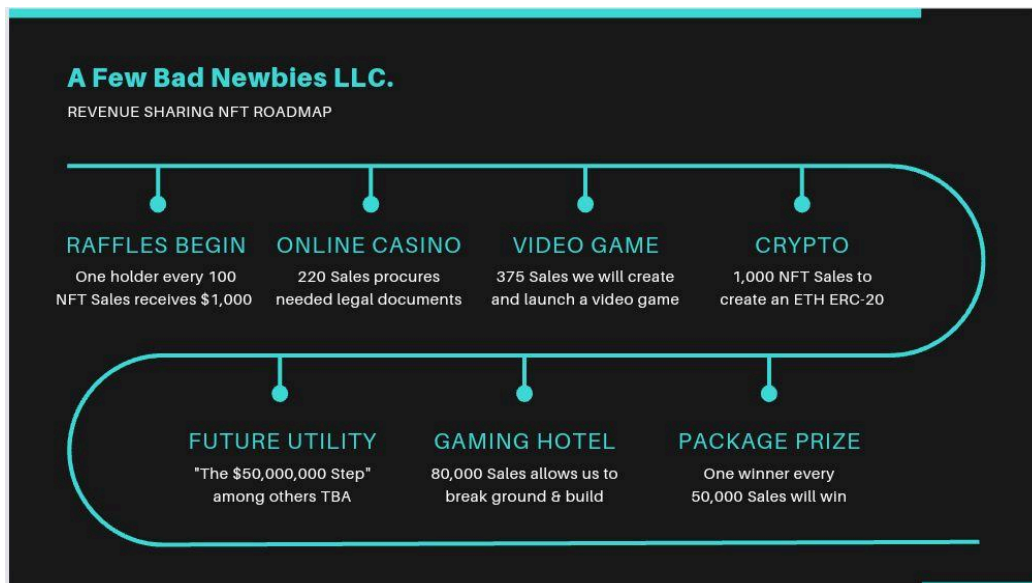 A Few Bad Newbies LLC.
REVENUE SHARING NFT ROADMAP
RAFFLES BEGIN
One holder every 100
NFT Sales receives $1,000
ONLINE CASINO
220 Sales procures
needed legal documents
VIDEO GAME
375 Sales we will create
and launch a video game
CRYPTO
1,000 NFT Sales to
create an ETH ERC-20
FUTURE UTILITY
"The $50,000,000 Step"
among others TBA
GAMING HOTEL
80,000 Sales allows us to
break ground & build
PACKAGE PRIZE
One winner every
50,000 Sales will win